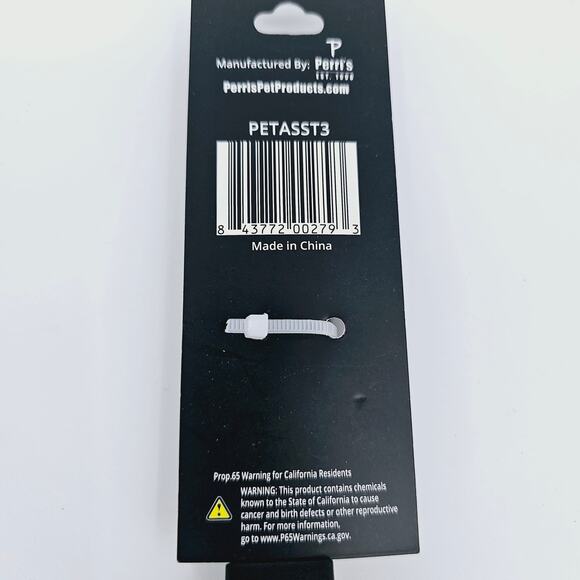 Manufactured By: Perri's
EST. 1996
PerrisPetProducts.com
PETASST3
8 43772 00279 3
Made in China
Prop.65 Warning for California Residents
WARNING: This product contains chemicals
known to the State of California to cause
cancer and birth defects or other reproductive
harm. For more information,
go to www.P65Warnings.ca.gov.